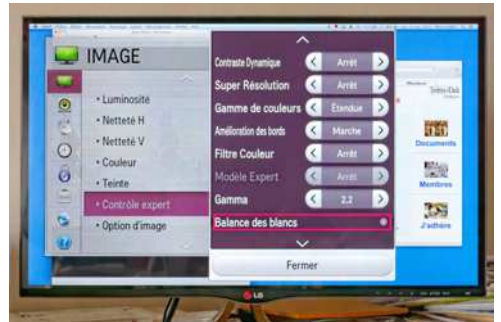 IMAGE
• Luminosité
• Netteté H
• Netteté V
• Couleur
• Teinte
• Contrôle expert
• Option d'image
Contraste Dynamique < Arrêt >
Super Résolution < Arrêt >
Gamme de couleurs < Étendue >
Amélioration des bords < Marche >
Filtre Couleur < Arrêt >
Modèle Expert < Arrêt >
Gamma < 2,2 >
Balance des blancs
Fermer
Documents
Membres
J'adhère
LG